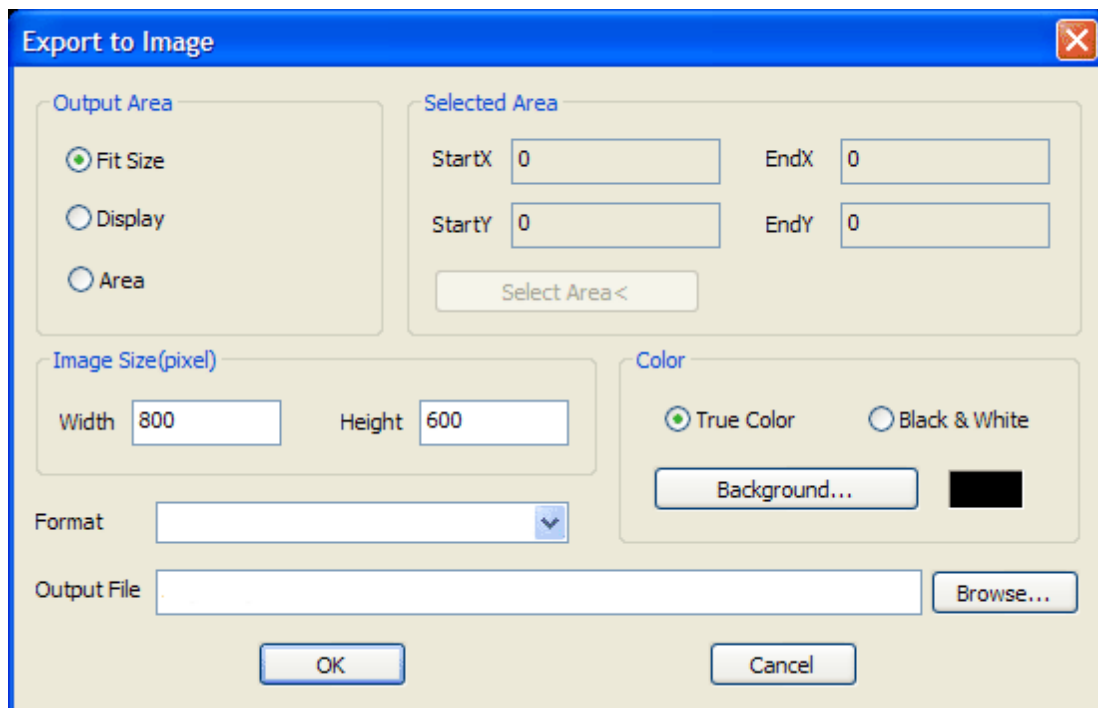 Export to Image
Output Area
Fit Size
Display
Area
Selected Area
StartX 0 EndX 0
StartY 0 EndY 0
Select Area<
Image Size(pixel)
Width 800 Height 600
Color
True Color Black & White
Background...
Format
Output File Browse...
OK Cancel